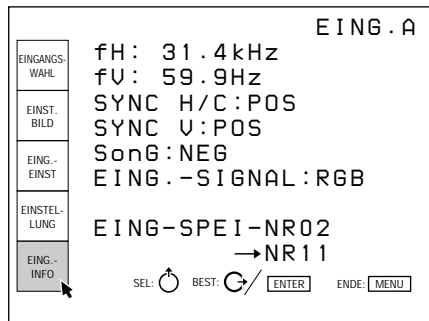 EING.A
EINGANGS-
WAHL
EINST.
BILD
EING.-
EINST
EINSTEL-
LUNG
EING.-
INFO
fH: 31.4kHz
fV: 59.9Hz
SYNC H/C:POS
SYNC V:POS
SonG:NEG
EING.-SIGNAL:RGB
EING-SPEI-NR02
→NR11
SEL: BEST: / ENTER ENDE: MENU